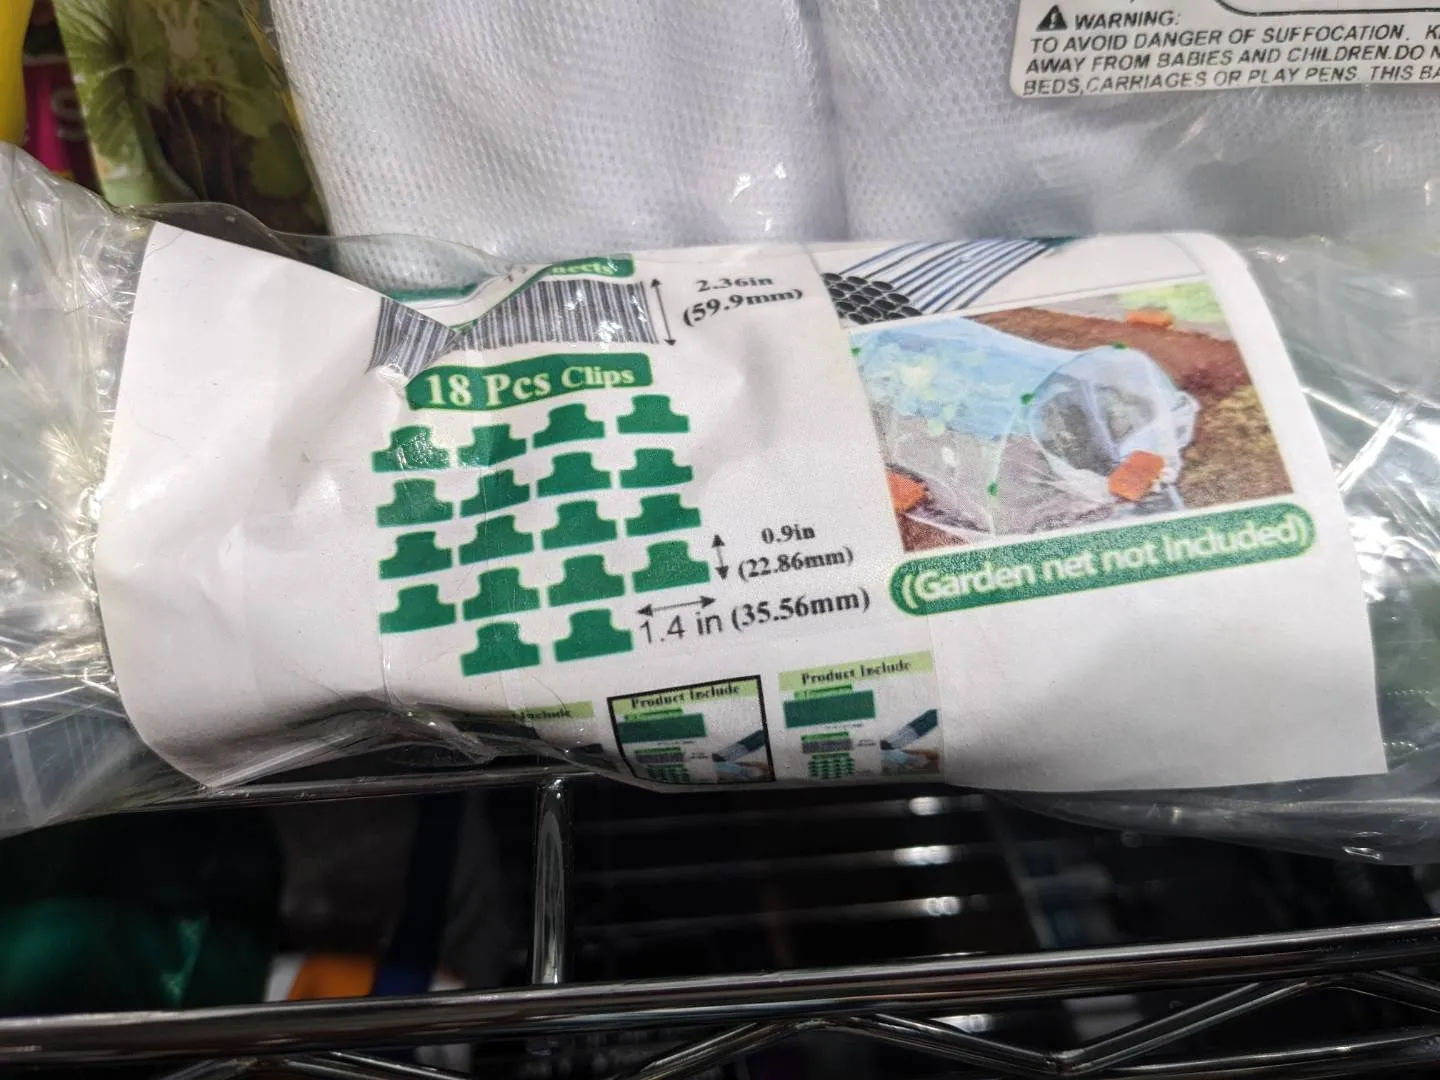 WARNING:
TO AVOID DANGER OF SUFFOCATION,
AWAY FROM BABIES AND CHILDREN.DO
BEDS,CARRIAGES OR PLAY PENS. THIS
2.36in
(59.9mm)
18 Pcs Clips
0.9in
(22.86mm)
1.4 in (35.56mm)
(Garden net not included)
Include
Product Include
Product Include